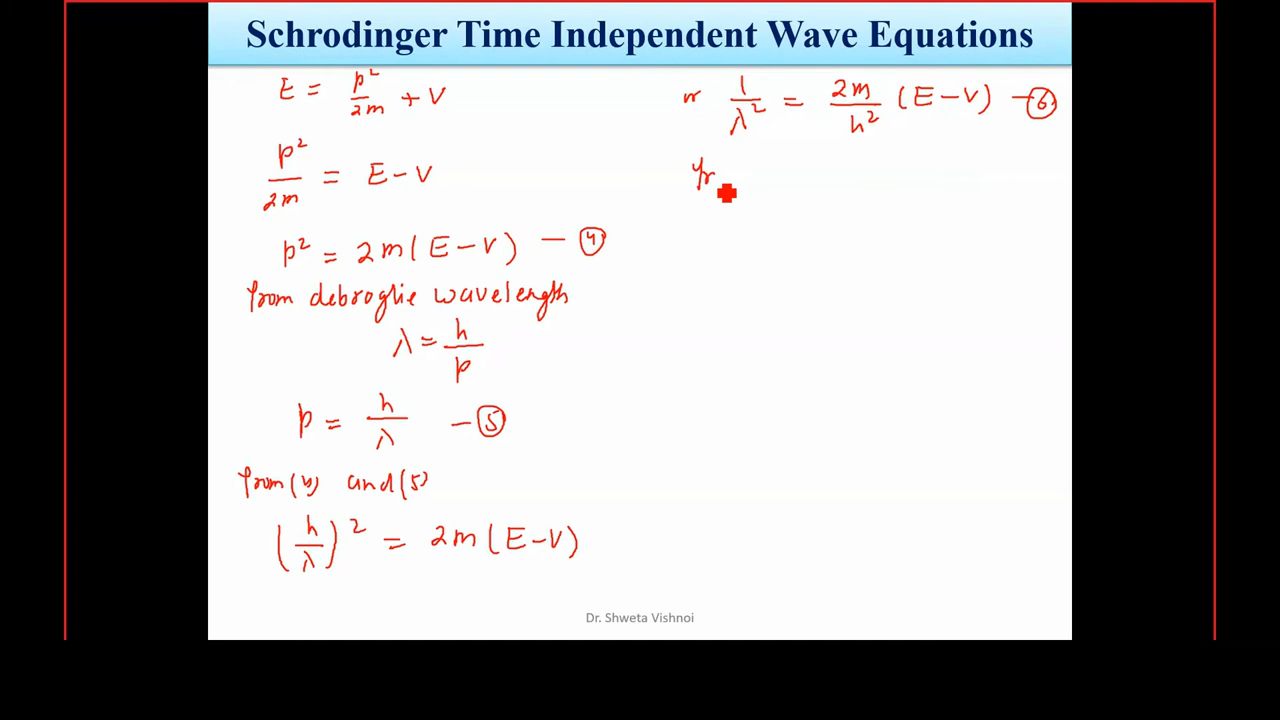 Schrodinger Time Independent Wave Equations
E = p²/2m + V
p²/2m = E - V
p² = 2m(E - V) - ④
from debroglie wavelength
λ = h/p
p = h/λ - ⑤
from (4) and (5)
(h/λ)² = 2m(E - V)
or 1/λ² = 2m/h² (E - V) - ⑥
fr
Dr. Shweta Vishnoi